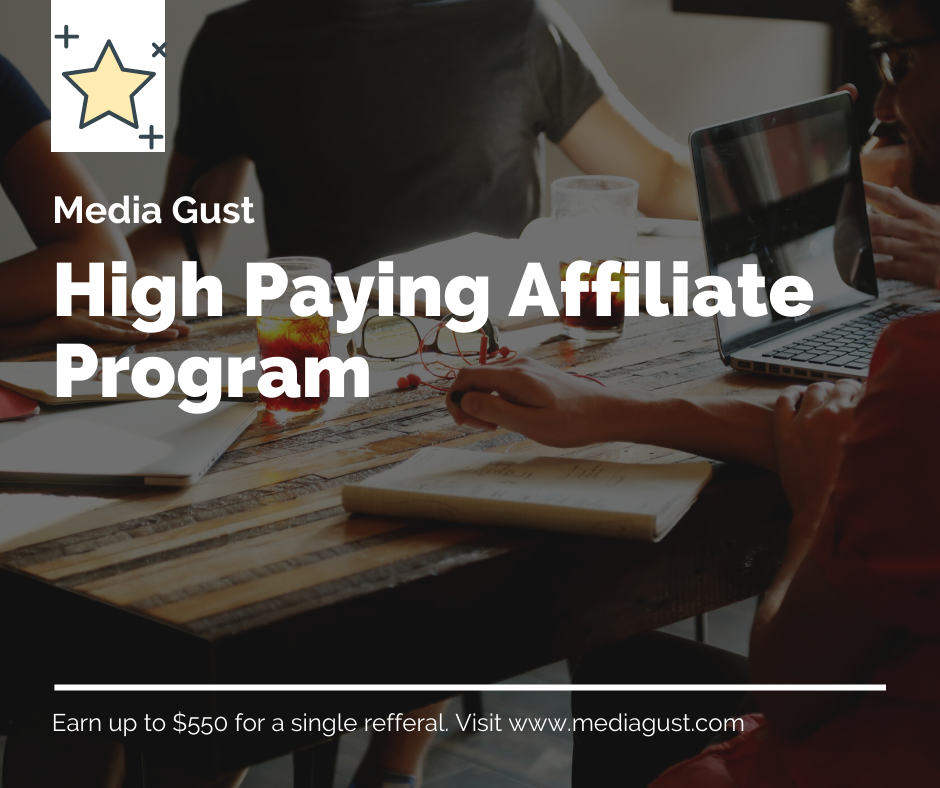 Media Gust
High Paying Affiliate
Program
Earn up to $550 for a single refferal. Visit www.mediagust.com